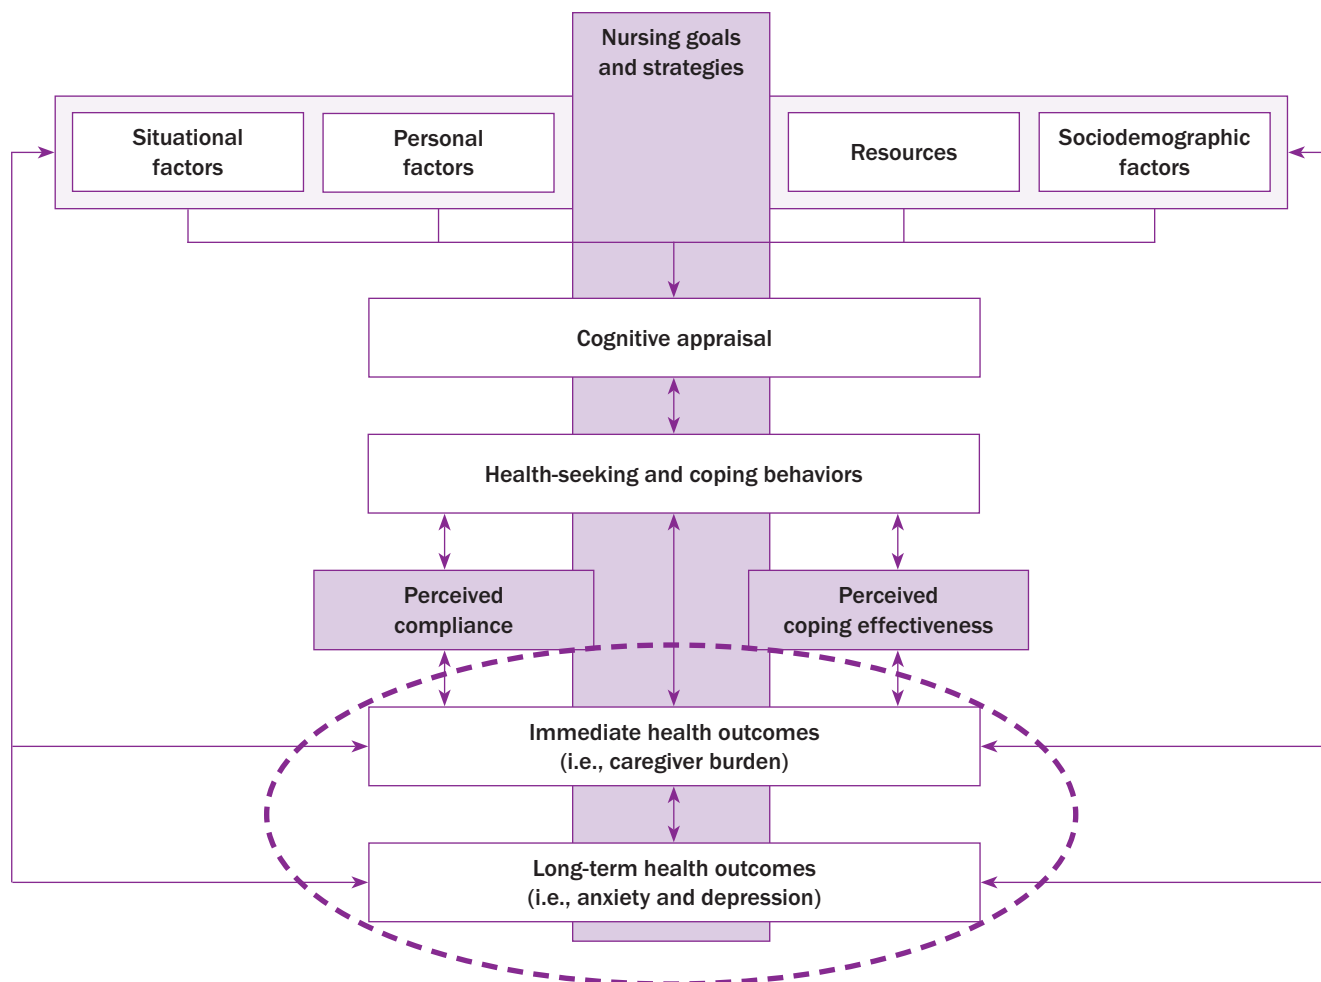 Nursing goals
and strategies
Situational
factors
Personal
factors
Resources
Sociodemographic
factors
Cognitive appraisal
Health-seeking and coping behaviors
Perceived
compliance
Perceived
coping effectiveness
Immediate health outcomes
(i.e., caregiver burden)
Long-term health outcomes
(i.e., anxiety and depression)